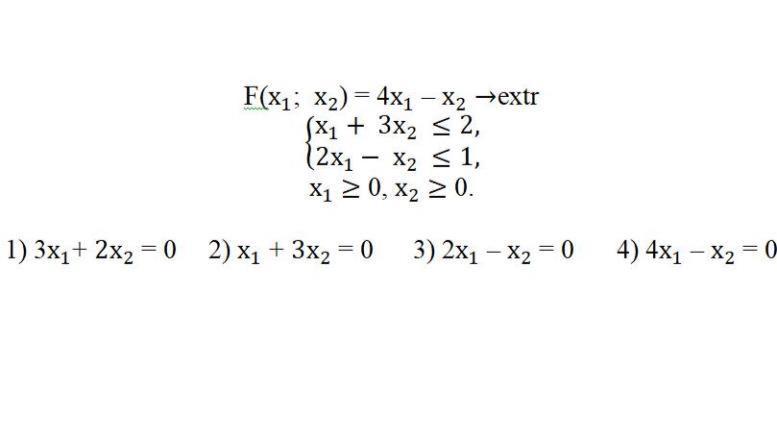 F(x₁; x₂) = 4x₁ – x₂ →extr
{x₁ + 3x₂ ≤ 2,
2x₁ − x₂ ≤ 1,
x₁ ≥ 0, x₂ ≥ 0.
1) 3x₁+ 2x₂ = 0 2) x₁ + 3x₂ = 0 3) 2x₁ – x₂ = 0 4) 4x₁ – x₂ = 0